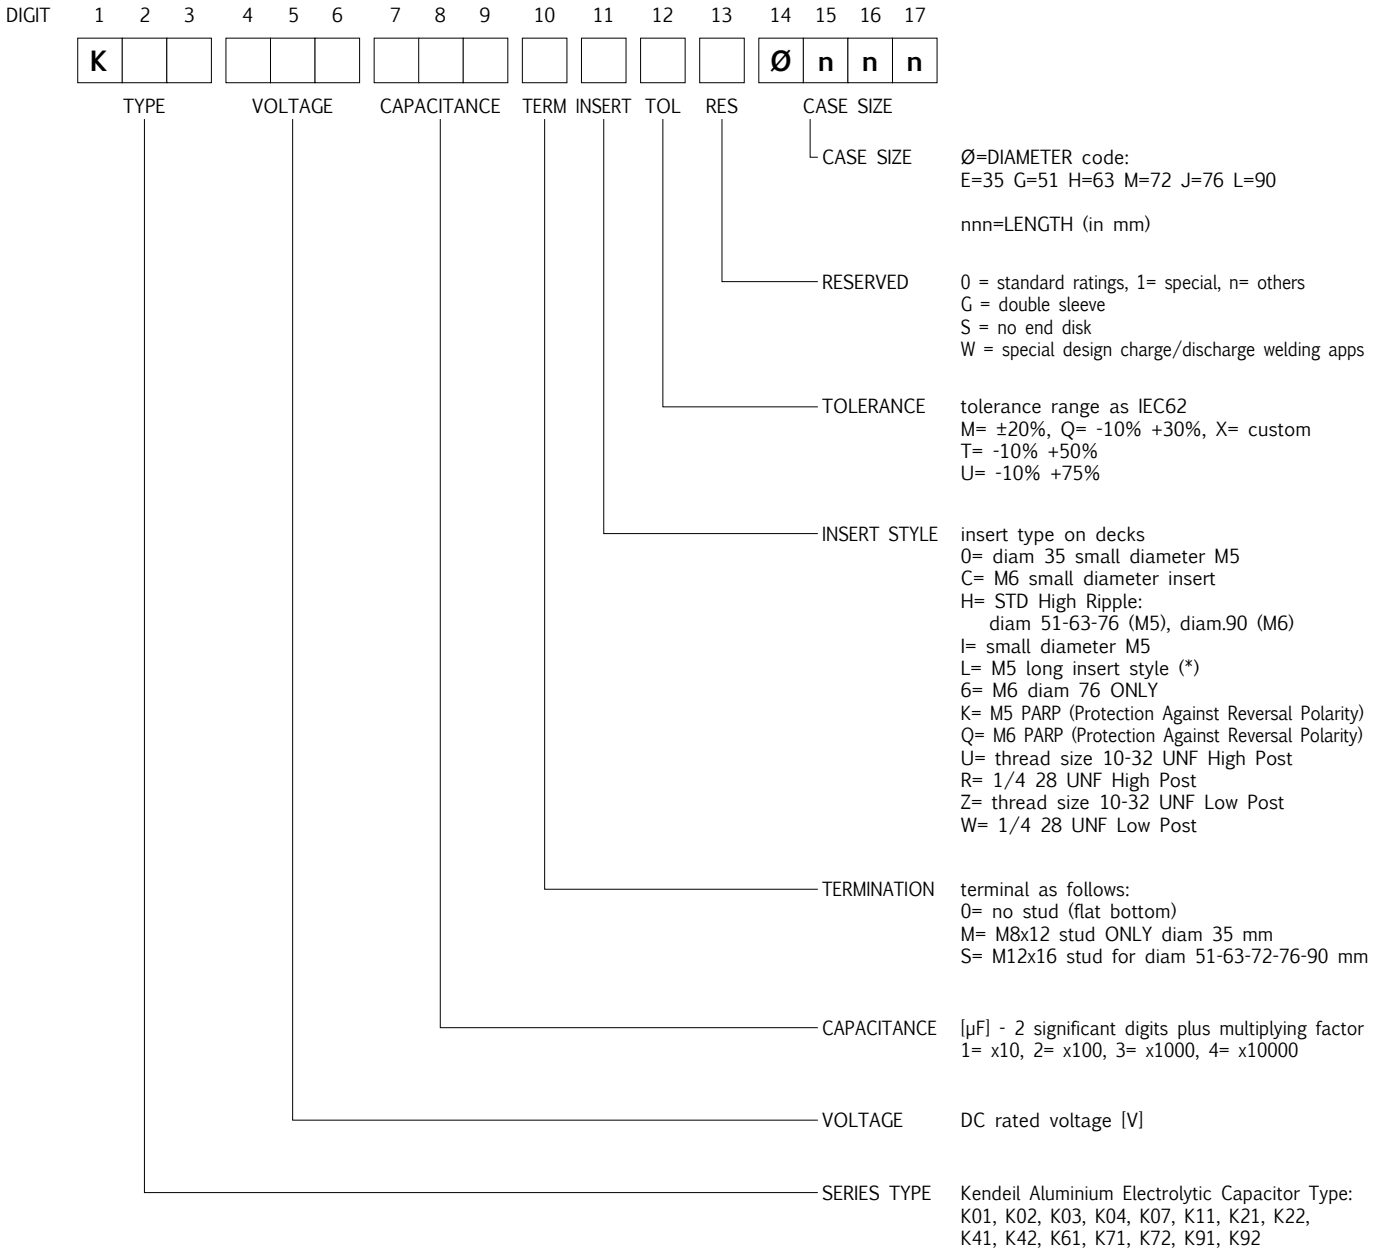 DIGIT 1 2 3 4 5 6 7 8 9 10 11 12 13 14 15 16 17
K Ø n n n
TYPE VOLTAGE CAPACITANCE TERM INSERT TOL RES CASE SIZE
CASE SIZE Ø=DIAMETER code:
E=35 G=51 H=63 M=72 J=76 L=90
nnn=LENGTH (in mm)
RESERVED 0 = standard ratings, 1= special, n= others
G = double sleeve
S = no end disk
W = special design charge/discharge welding apps
TOLERANCE tolerance range as IEC62
M= ±20%, Q= -10% +30%, X= custom
T= -10% +50%
U= -10% +75%
INSERT STYLE insert type on decks
0= diam 35 small diameter M5
C= M6 small diameter insert
H= STD High Ripple:
diam 51-63-76 (M5), diam.90 (M6)
I= small diameter M5
L= M5 long insert style (*)
6= M6 diam 76 ONLY
K= M5 PARP (Protection Against Reversal Polarity)
Q= M6 PARP (Protection Against Reversal Polarity)
U= thread size 10-32 UNF High Post
R= 1/4 28 UNF High Post
Z= thread size 10-32 UNF Low Post
W= 1/4 28 UNF Low Post
TERMINATION terminal as follows:
0= no stud (flat bottom)
M= M8x12 stud ONLY diam 35 mm
S= M12x16 stud for diam 51-63-72-76-90 mm
CAPACITANCE [µF] - 2 significant digits plus multiplying factor
1= x10, 2= x100, 3= x1000, 4= x10000
VOLTAGE DC rated voltage [V]
SERIES TYPE Kendeil Aluminium Electrolytic Capacitor Type:
K01, K02, K03, K04, K07, K11, K21, K22,
K41, K42, K61, K71, K72, K91, K92